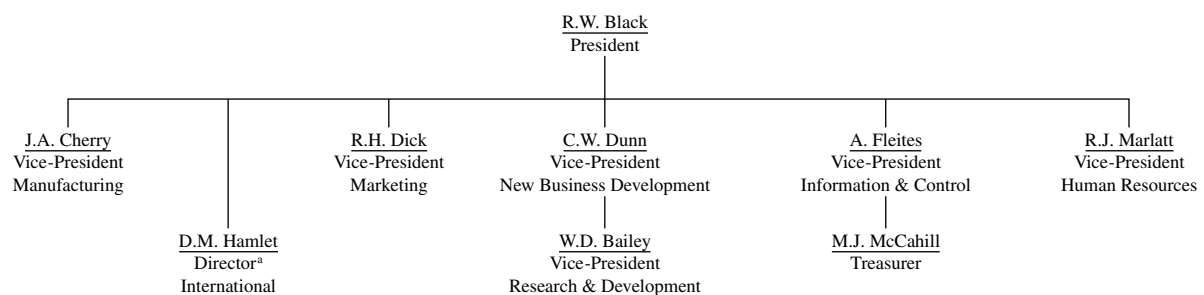 R.W. Black
President
J.A. Cherry
Vice-President
Manufacturing
R.H. Dick
Vice-President
Marketing
C.W. Dunn
Vice-President
New Business Development
A. Fleites
Vice-President
Information & Control
R.J. Marlatt
Vice-President
Human Resources
D.M. Hamlet
Directorᵃ
International
W.D. Bailey
Vice-President
Research & Development
M.J. McCahill
Treasurer